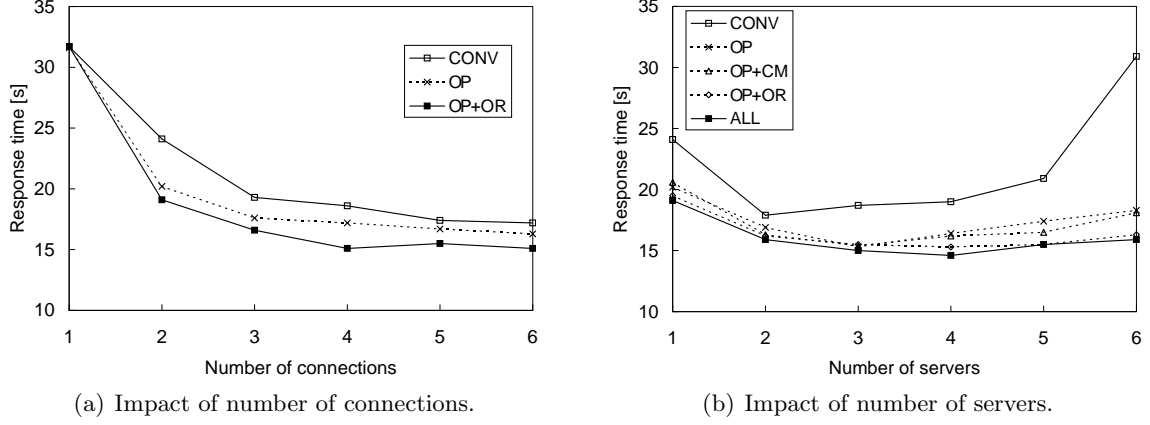 35
30
25
20
15
10
Response time [s]
CONV
OP
OP+OR
1 2 3 4 5 6
Number of connections
(a) Impact of number of connections.
35
30
25
20
15
10
Response time [s]
CONV
OP
OP+CM
OP+OR
ALL
1 2 3 4 5 6
Number of servers
(b) Impact of number of servers.